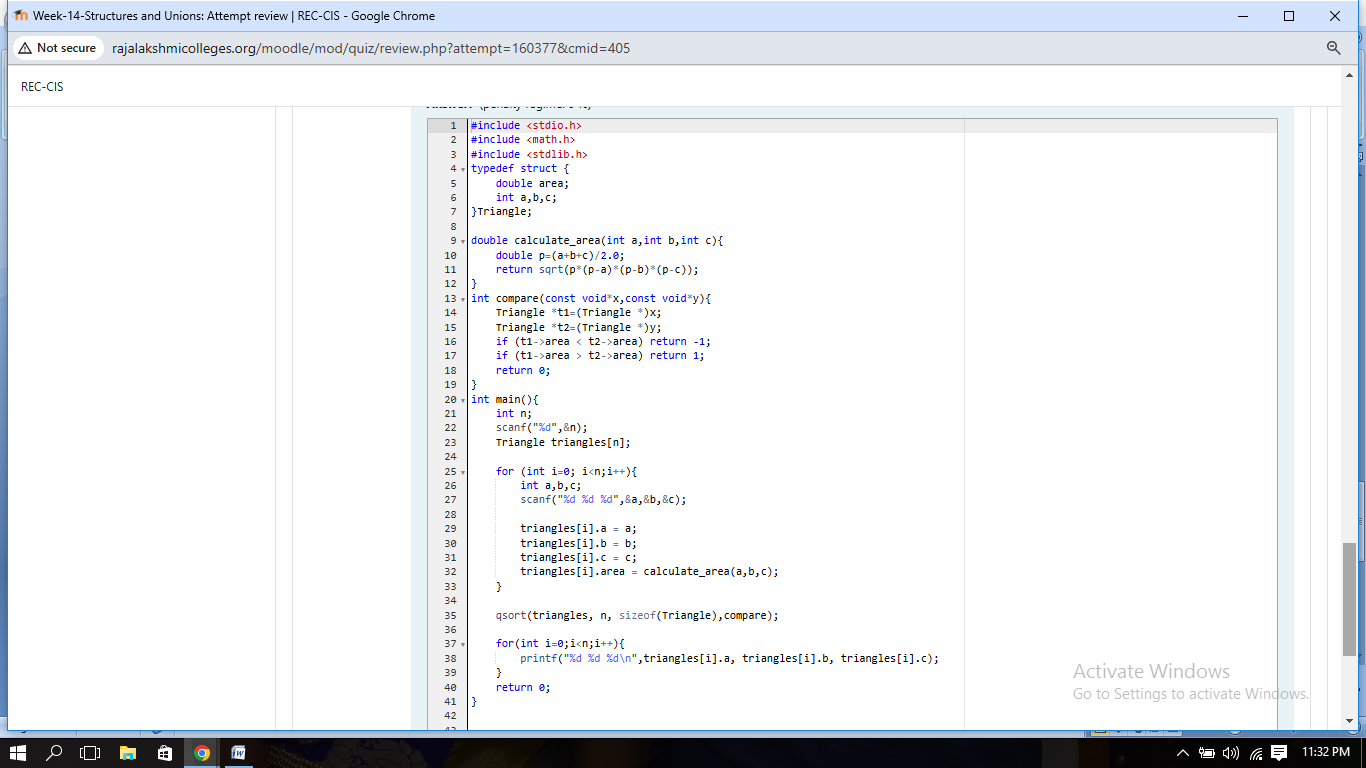 Week-14-Structures and Unions: Attempt review | REC-CIS - Google Chrome
Not secure rajalakshmicolleges.org/moodle/mod/quiz/review.php?attempt=160377&cmid=405
REC-CIS
1 #include <stdio.h>
2 #include <math.h>
3 #include <stdlib.h>
4 typedef struct {
5 double area;
6 int a,b,c;
7 }Triangle;
8
9 double calculate_area(int a,int b,int c){
10 double p=(a+b+c)/2.0;
11 return sqrt(p*(p-a)*(p-b)*(p-c));
12 }
13 int compare(const void*x,const void*y){
14 Triangle *t1=(Triangle *)x;
15 Triangle *t2=(Triangle *)y;
16 if (t1->area < t2->area) return -1;
17 if (t1->area > t2->area) return 1;
18 return 0;
19 }
20 int main(){
21 int n;
22 scanf("%d",&n);
23 Triangle triangles[n];
24
25 for (int i=0; i<n;i++){
26 int a,b,c;
27 scanf("%d %d %d",&a,&b,&c);
28
29 triangles[i].a = a;
30 triangles[i].b = b;
31 triangles[i].c = c;
32 triangles[i].area = calculate_area(a,b,c);
33 }
34
35 qsort(triangles, n, sizeof(Triangle),compare);
36
37 for(int i=0;i<n;i++){
38 printf("%d %d %d\n",triangles[i].a, triangles[i].b, triangles[i].c);
39 }
40 return 0;
41 }
42
Activate Windows
Go to Settings to activate Windows.
11:32 PM